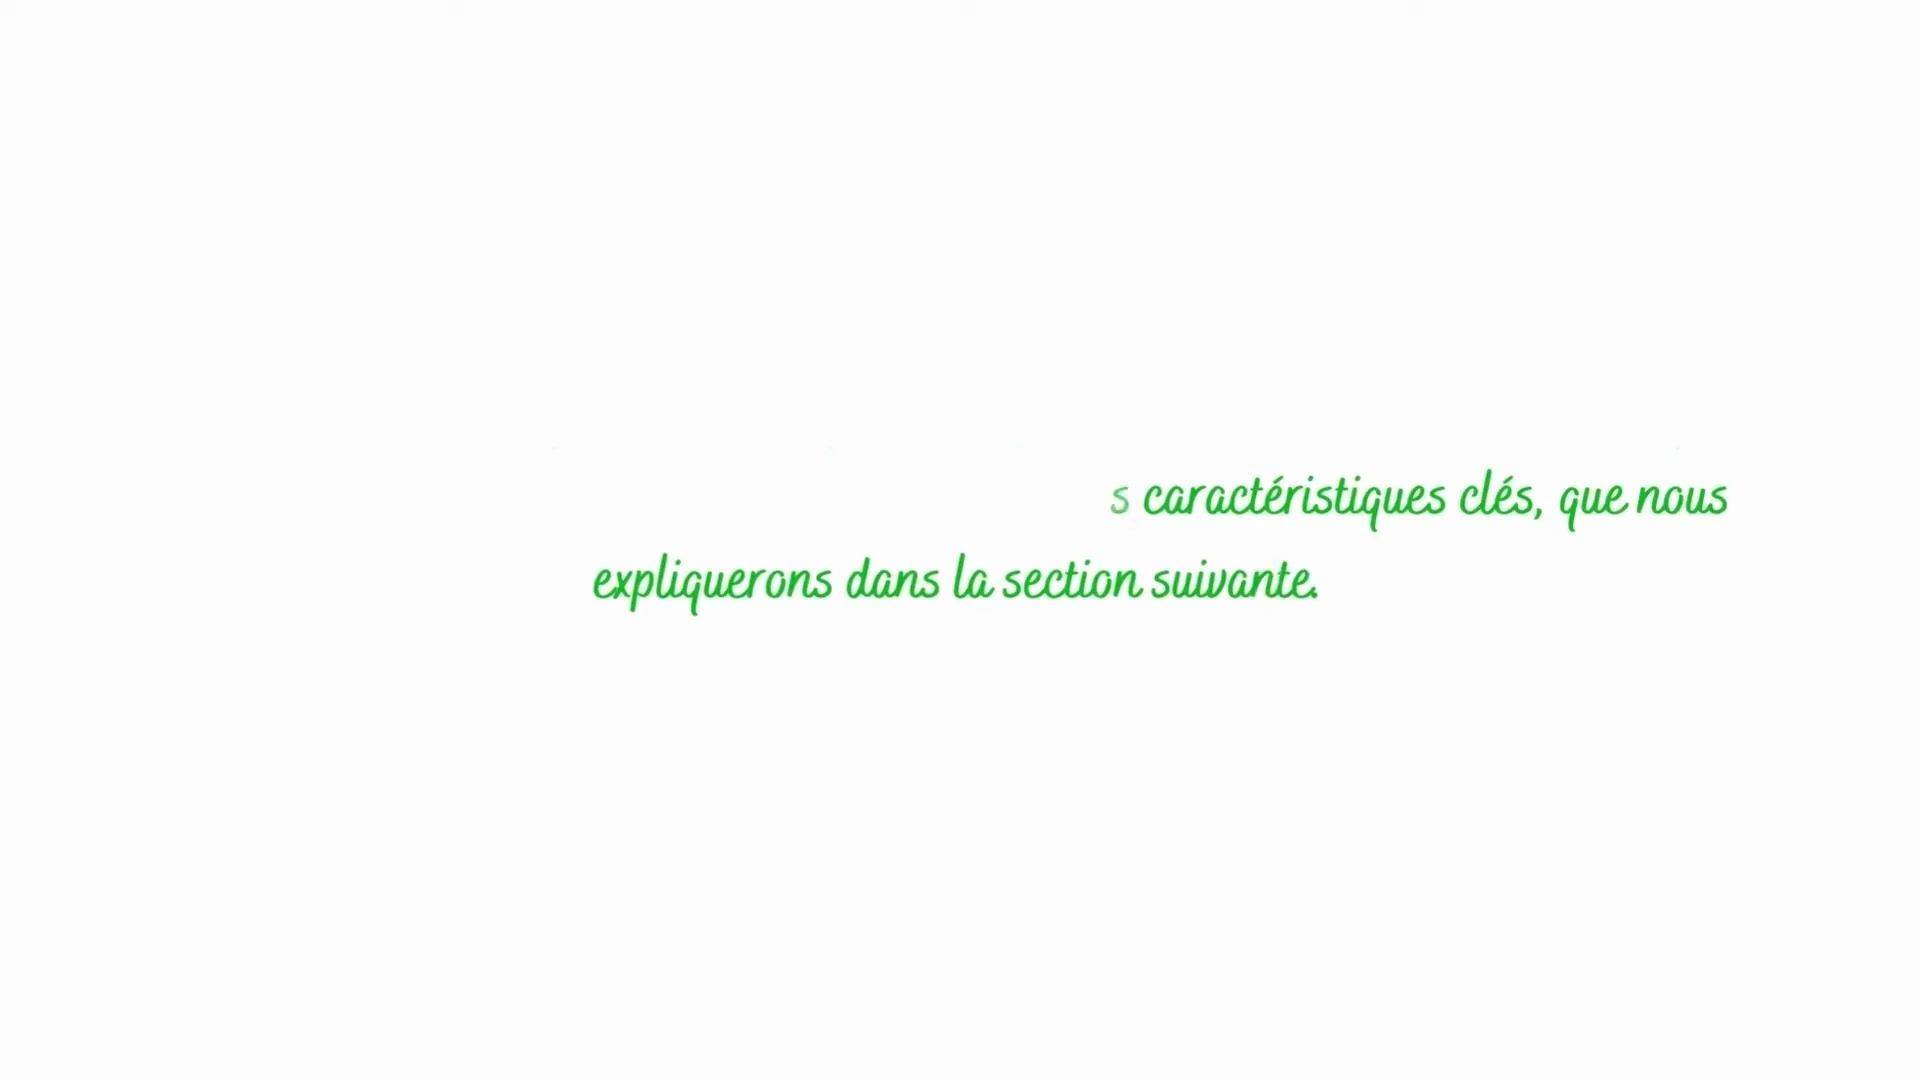 s caractéristiques clés, que nous
expliquerons dans la section suivante.